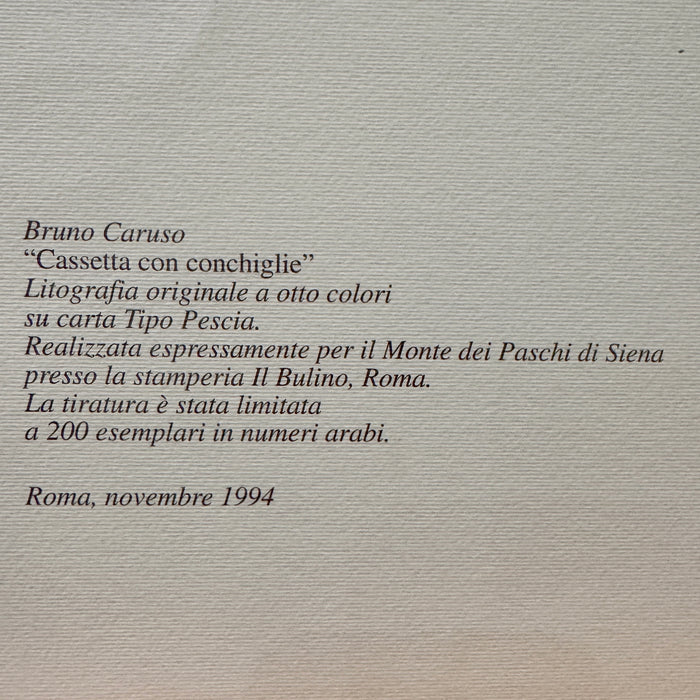 Bruno Caruso
“Cassetta con conchiglie”
Litografia originale a otto colori
su carta Tipo Pescia.
Realizzata espressamente per il Monte dei Paschi di Siena
presso la stamperia Il Bulino, Roma.
La tiratura è stata limitata
a 200 esemplari in numeri arabi.
Roma, novembre 1994